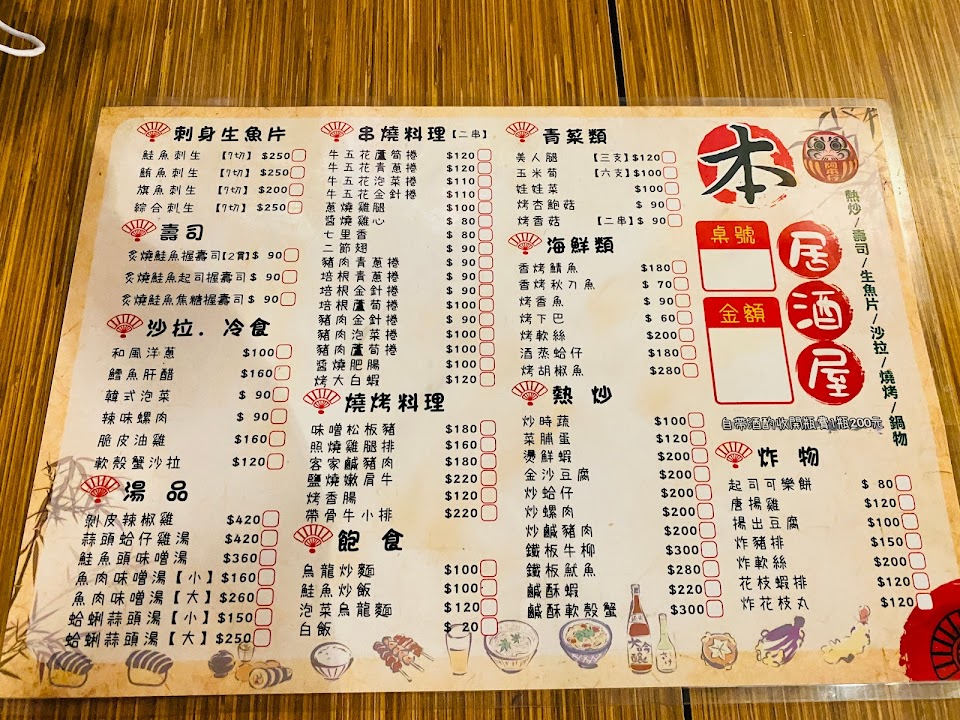 刺身生魚片
鮭魚刺生 【7切】 $250
鮪魚刺生 【7切】 $250
旗魚刺生 【7切】 $200
綜合刺生 【7切】 $250
壽司
炙燒鮭魚握壽司【2貫】 $ 90
炙燒鮭魚起司握壽司 $ 90
炙燒鮭魚焦糖握壽司 $ 90
沙拉．冷食
和風洋蔥 $100
鱈魚肝醋 $160
韓式泡菜 $ 90
辣味螺肉 $ 90
脆皮油雞 $160
軟殼蟹沙拉 $120
湯品
剝皮辣椒雞 $420
蒜頭蛤仔雞湯 $420
鮭魚頭味噌湯 $360
魚肉味噌湯【小】 $160
魚肉味噌湯【大】 $260
蛤蜊蒜頭湯【小】 $150
蛤蜊蒜頭湯【大】 $250
串燒料理【二串】
牛五花蘆筍捲 $120
牛五花青蔥捲 $120
牛五花泡菜捲 $110
牛五花金針捲 $110
蔥燒雞腿 $100
醬燒雞心 $ 80
七里香 $ 80
二節翅 $ 90
豬肉青蔥捲 $ 90
培根青蔥捲 $ 90
培根金針捲 $ 90
培根蘆筍捲 $100
豬肉金針捲 $ 90
豬肉泡菜捲 $100
豬肉蘆筍捲 $100
醬燒肥腸 $100
烤大白蝦 $120
燒烤料理
味噌松板豬 $180
照燒雞腿排 $160
客家鹹豬肉 $180
鹽燒嫩肩牛 $220
烤香腸 $120
帶骨牛小排 $220
飽食
烏龍炒麵 $100
鮭魚炒飯 $100
泡菜烏龍麵 $120
白飯 $ 20
青菜類
美人腿 【三支】 $120
玉米筍 【六支】 $100
娃娃菜 $100
烤杏鮑菇 $ 90
烤香菇 【二串】 $ 90
海鮮類
香烤鯖魚 $180
香烤秋刀魚 $ 70
烤香魚 $ 90
烤下巴 $ 60
烤軟絲 $200
酒蒸蛤仔 $180
烤胡椒魚 $280
熱炒
炒時蔬 $100
菜脯蛋 $120
燙鮮蝦 $200
金沙豆腐 $200
炒蛤仔 $200
炒螺肉 $200
炒鹹豬肉 $200
鐵板牛柳 $300
鐵板魷魚 $280
鹹酥蝦 $220
鹹酥軟殼蟹 $300
本
居酒屋
桌號
金額
熱炒/壽司/生魚片/沙拉/燒烤/鍋物
自帶酒酌收開瓶費1瓶200元
炸物
起司可樂餅 $ 80
唐揚雞 $120
揚出豆腐 $100
炸豬排 $150
炸軟絲 $200
花枝蝦排 $120
炸花枝丸 $120